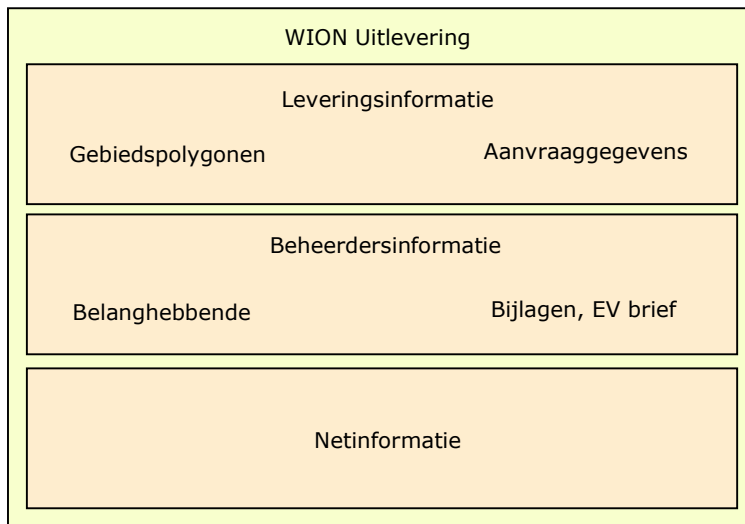 WION Uitlevering
Leveringsinformatie
Gebiedspolygonen
Aanvraaggegevens
Beheerdersinformatie
Belanghebbende
Bijlagen, EV brief
Netinformatie